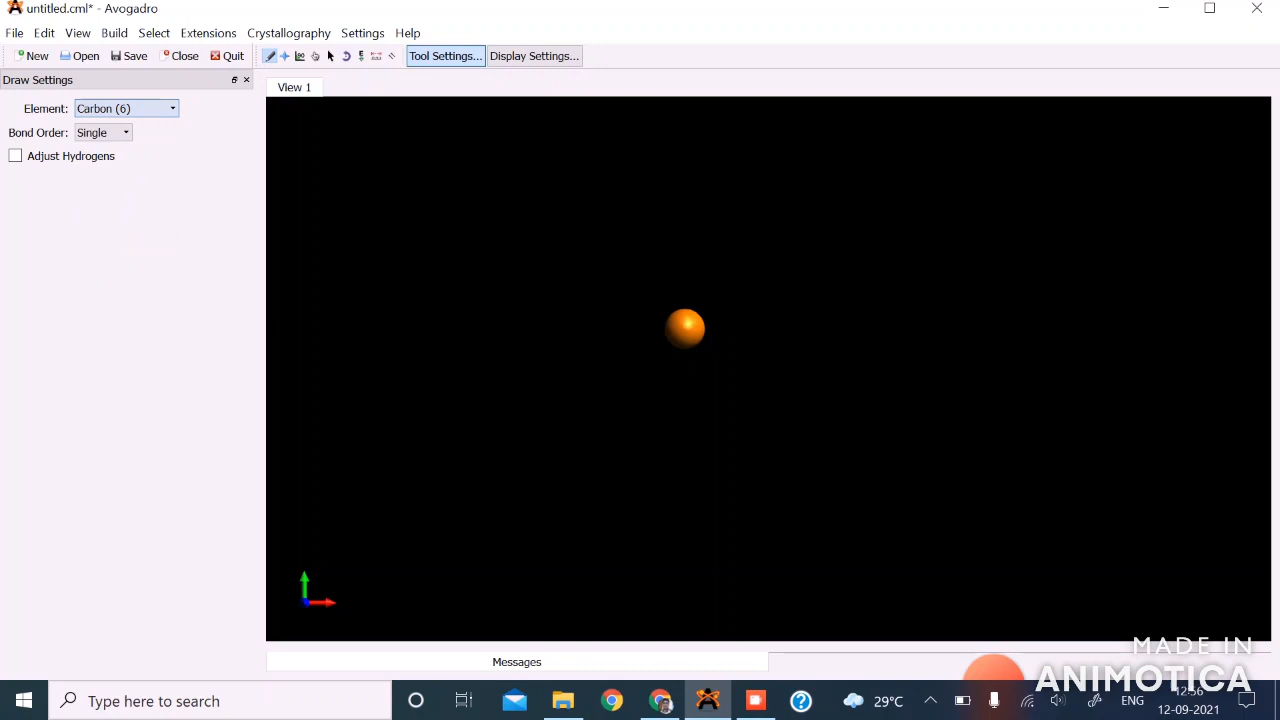 untitled.cml* - Avogadro
File Edit View Build Select Extensions Crystallography Settings Help
New Open Save Close Quit Tool Settings... Display Settings...
Draw Settings
View 1
Element: Carbon (6)
Bond Order: Single
Adjust Hydrogens
Messages
MADE IN
ANIMOTICA
Type here to search
29°C
ENG
12:56
12-09-2021